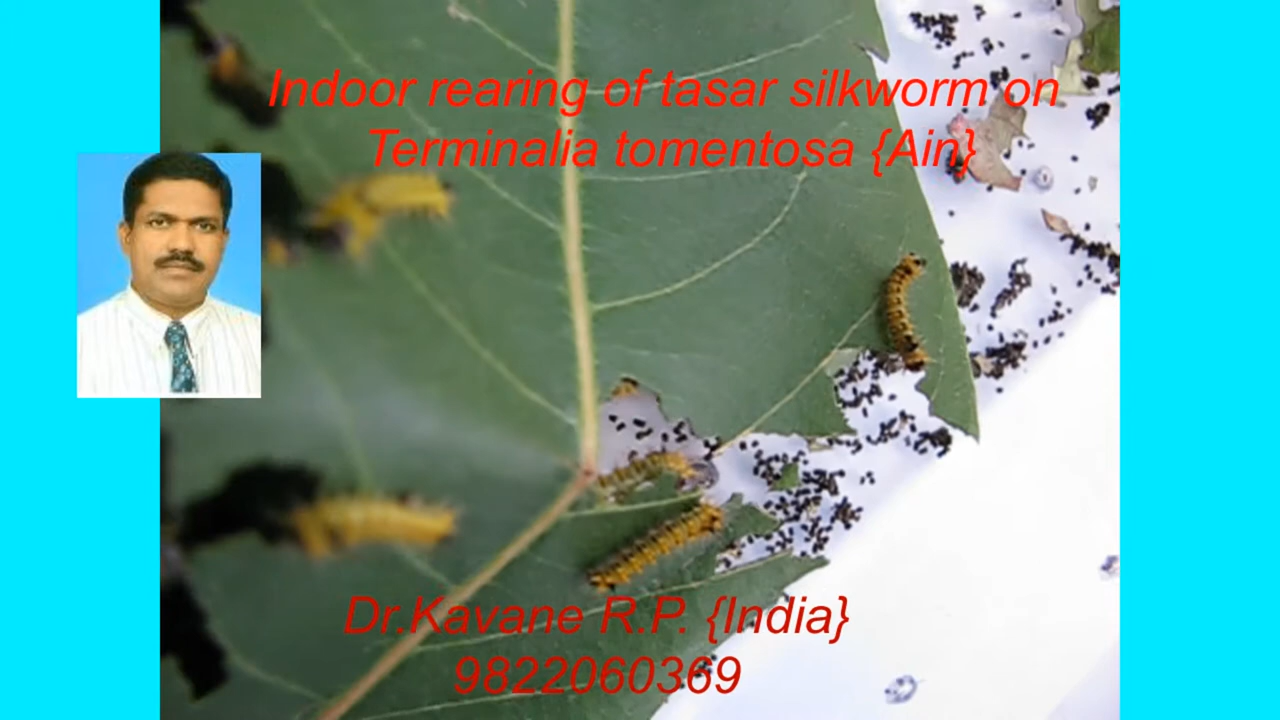 Indoor rearing of tasar silkworm on
Terminalia tomentosa {Ain}
Dr.Kavane R.P. {India}
9822060369